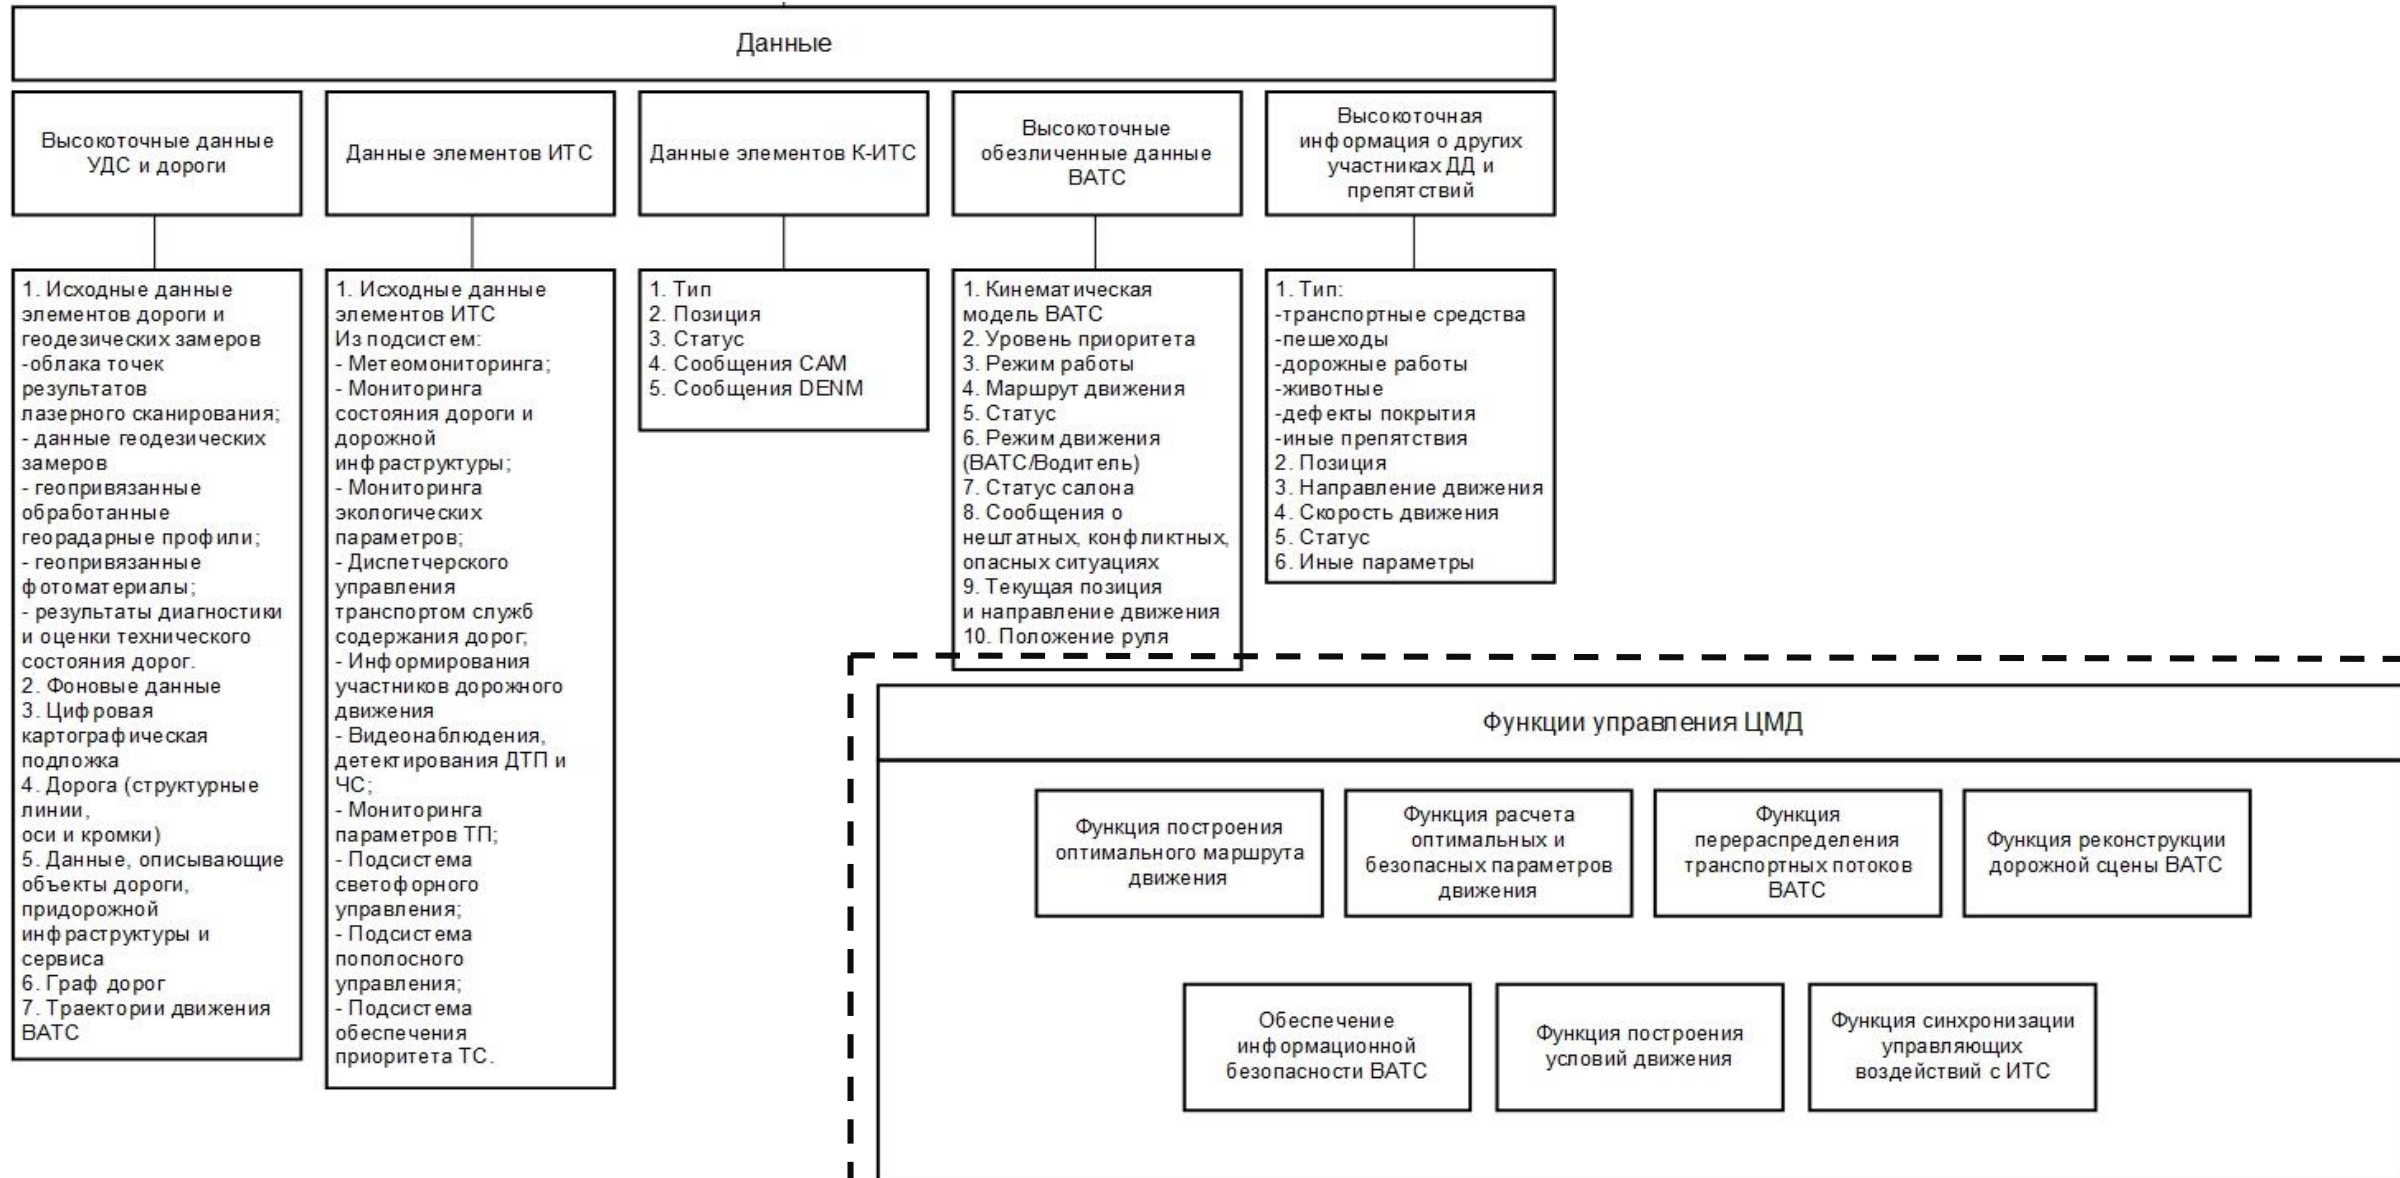 Данные
Высокоточные данные
УДС и дороги
Данные элементов ИТС
Данные элементов К-ИТС
Высокоточные
обезличенные данные
ВАТС
Высокоточная
информация о других
участниках ДД и
препятствий
1. Исходные данные
элементов дороги и
геодезических замеров
-облака точек
результатов
лазерного сканирования;
- данные геодезических
замеров
- геопривязанные
обработанные
георадарные профили;
- геопривязанные
фотоматериалы;
- результаты диагностики
и оценки технического
состояния дорог.
2. Фоновые данные
3. Цифровая
картографическая
подложка
4. Дорога (структурные
линии,
оси и кромки)
5. Данные, описывающие
объекты дороги,
придорожной
инфраструктуры и
сервиса
6. Граф дорог
7. Траектории движения
ВАТС
1. Исходные данные
элементов ИТС
Из подсистем:
- Метеомониторинга;
- Мониторинга
состояния дороги и
дорожной
инфраструктуры;
- Мониторинга
экологических
параметров;
- Диспетчерского
управления
транспортом служб
содержания дорог;
- Информирования
участников дорожного
движения
- Видеонаблюдения,
детектирования ДТП и
ЧС;
- Мониторинга
параметров ТП;
- Подсистема
светофорного
управления;
- Подсистема
пополосного
управления;
- Подсистема
обеспечения
приоритета ТС.
1. Тип
2. Позиция
3. Статус
4. Сообщения CAM
5. Сообщения DENM
1. Кинематическая
модель ВАТС
2. Уровень приоритета
3. Режим работы
4. Маршрут движения
5. Статус
6. Режим движения
(ВАТС/Водитель)
7. Статус салона
8. Сообщения о
нештатных, конфликтных,
опасных ситуациях
9. Текущая позиция
и направление движения
10. Положение руля
1. Тип:
-транспортные средства
-пешеходы
-дорожные работы
-животные
-дефекты покрытия
-иные препятствия
2. Позиция
3. Направление движения
4. Скорость движения
5. Статус
6. Иные параметры
Функции управления ЦМД
Функция построения
оптимального маршрута
движения
Функция расчета
оптимальных и
безопасных параметров
движения
Функция
перераспределения
транспортных потоков
ВАТС
Функция реконструкции
дорожной сцены ВАТС
Обеспечение
информационной
безопасности ВАТС
Функция построения
условий движения
Функция синхронизации
управляющих
воздействий с ИТС